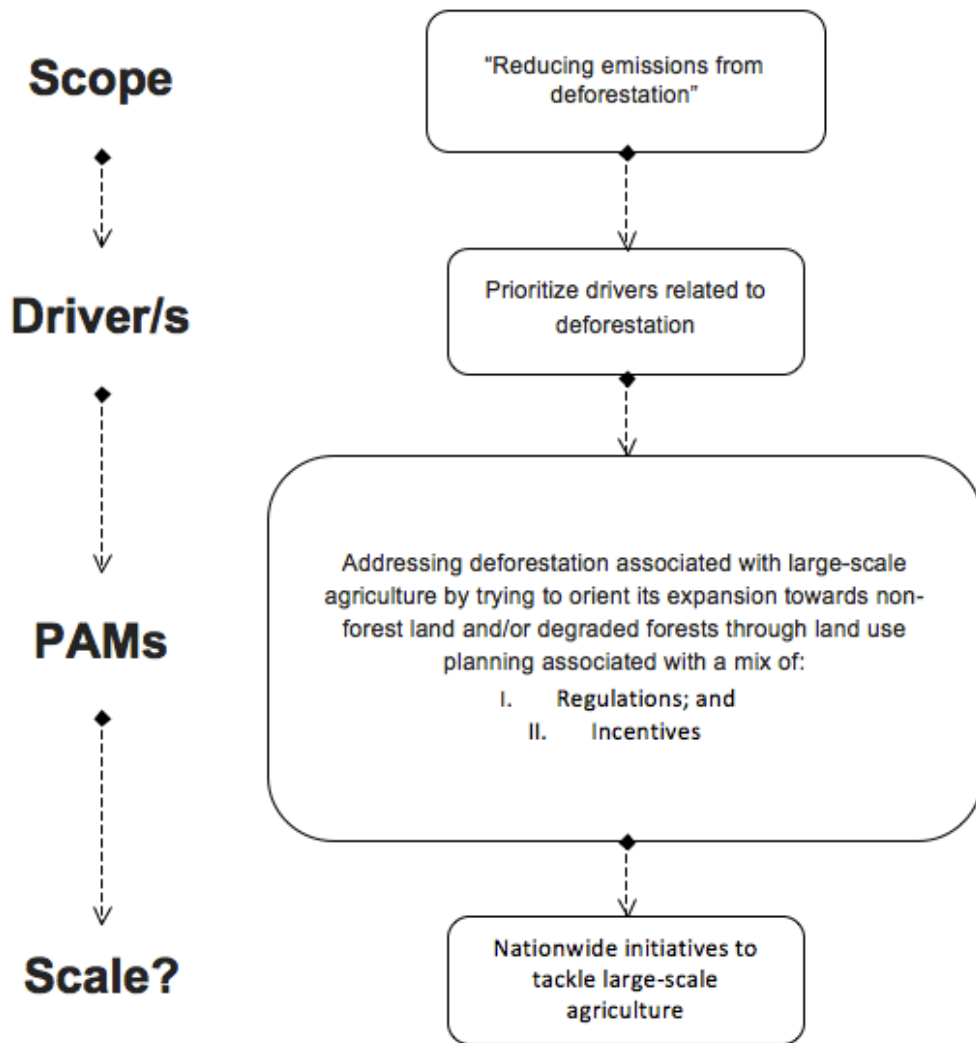 Scope
"Reducing emissions from
deforestation"
Driver/s
Prioritize drivers related to
deforestation
PAMs
Addressing deforestation associated with large-scale
agriculture by trying to orient its expansion towards non-
forest land and/or degraded forests through land use
planning associated with a mix of:
I. Regulations; and
II. Incentives
Scale?
Nationwide initiatives to
tackle large-scale
agriculture